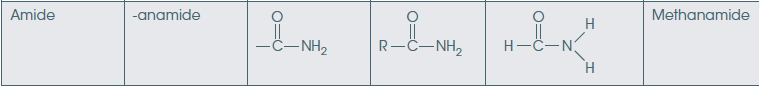 Amide
-anamide
O
—C—NH₂
O
R—C—NH₂
O
H
H—C—N
H
Methanamide